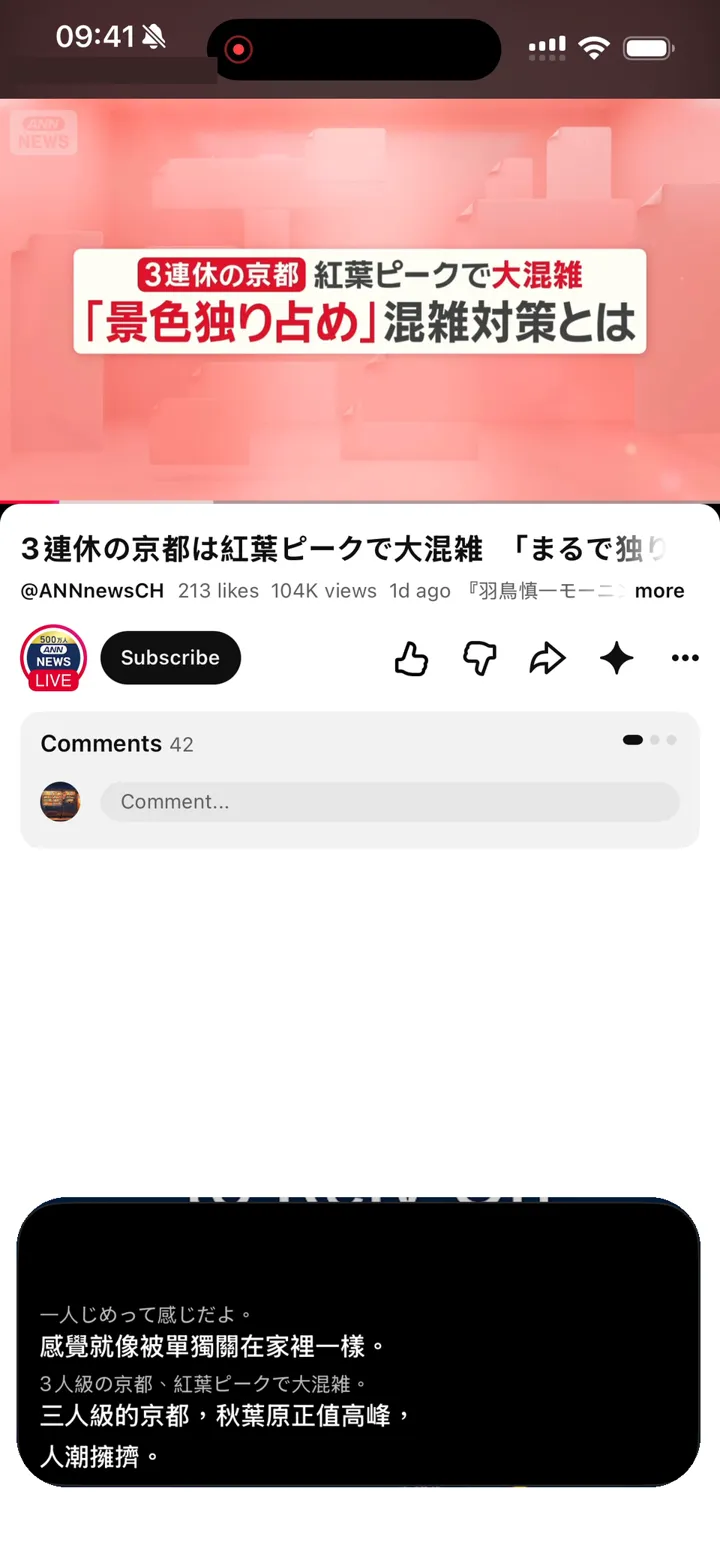 09:41
ANN
NEWS
3連休の京都 紅葉ピークで大混雑
「景色独り占め」混雑対策とは
3連休の京都は紅葉ピークで大混雑 「まるで独り
@ANNnewsCH 213 likes 104K views 1d ago 『羽鳥慎一モーニ more
500万人
ANN
NEWS
LIVE
Subscribe
Comments 42
Comment...
一人じめって感じだよ。
感覺就像被單獨關在家裡一樣。
3人級の京都、紅葉ピークで大混雑。
三人級的京都，秋葉原正值高峰，
人潮擁擠。